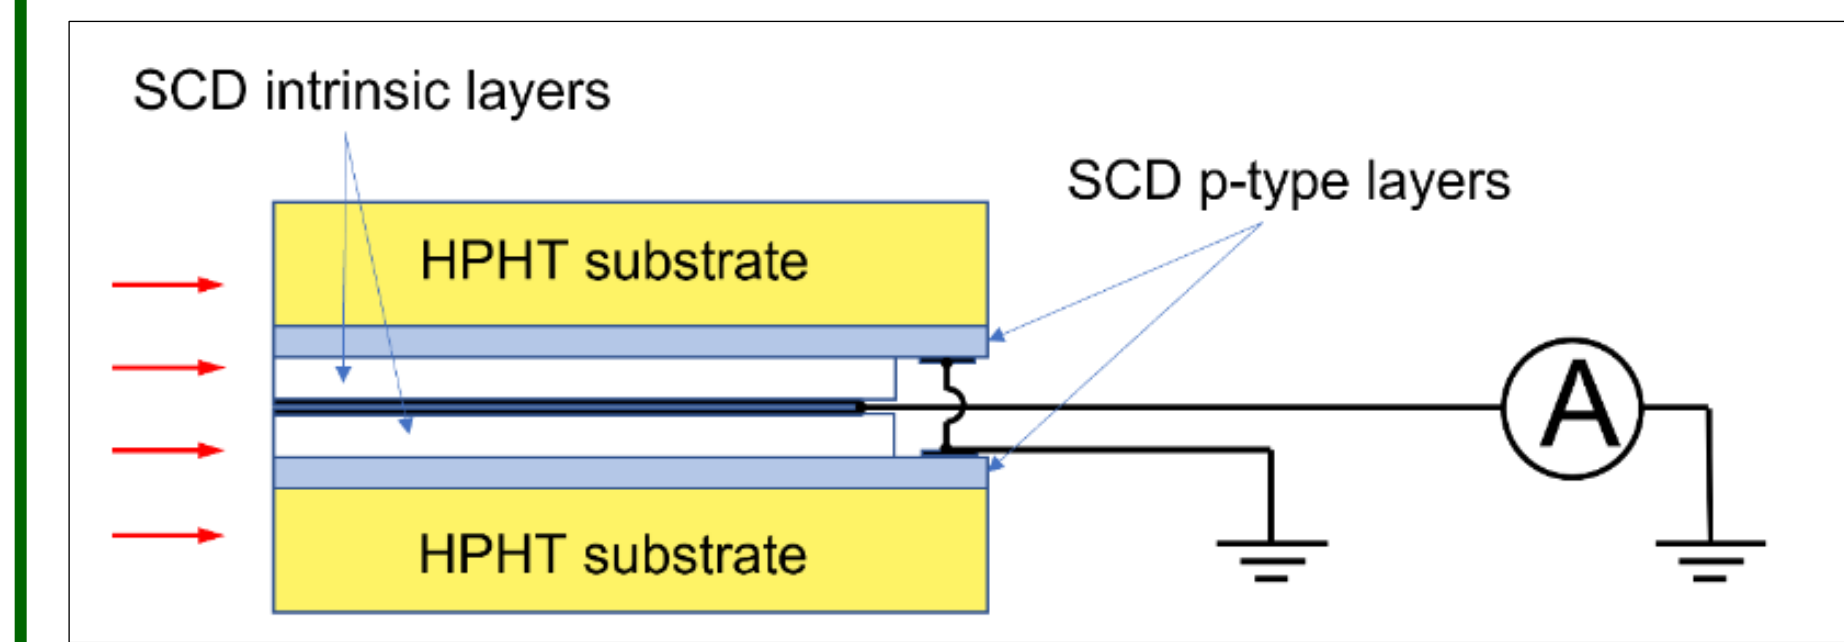 SCD intrinsic layers
SCD p-type layers
HPHT substrate
A
HPHT substrate